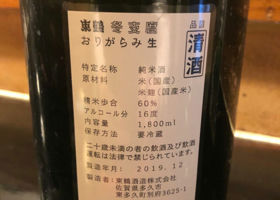 東鶴 冬支度
おりがらみ生
品目
清酒
特定名称 純米酒
原材料 米(国産)
米麹(国産米)
精米歩合 60%
アルコール分 16度
内容量 1,800ml
保存方法 要冷蔵
二十歳未満の者の飲酒及び飲酒
運転は法律で禁じられています。
製造年月: 2019.12
製造者:東鶴酒造株式会社
佐賀県多久市
東多久町別府3625-1